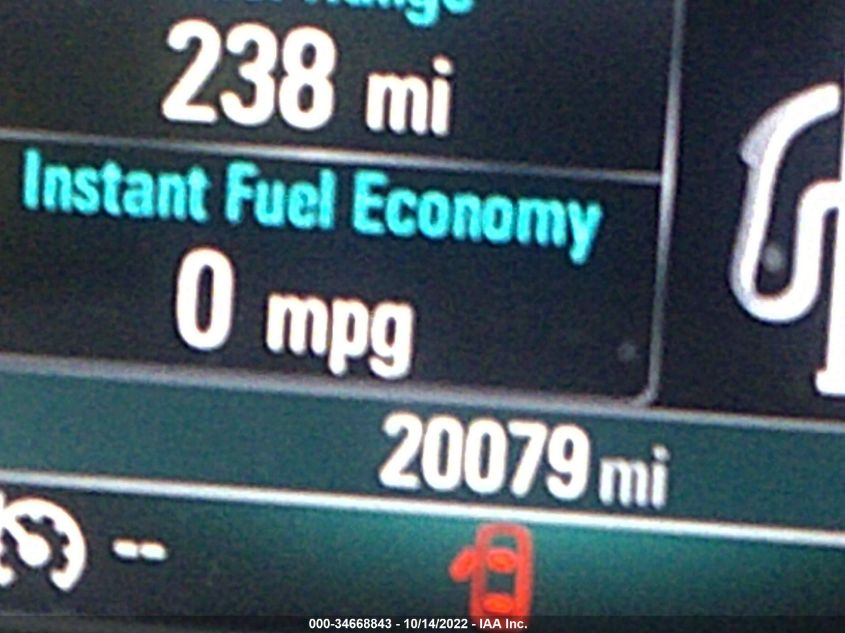 238 mi
Instant Fuel Economy
0 mpg
20079 mi
--
000-34668843 - 10/14/2022 - IAA Inc.